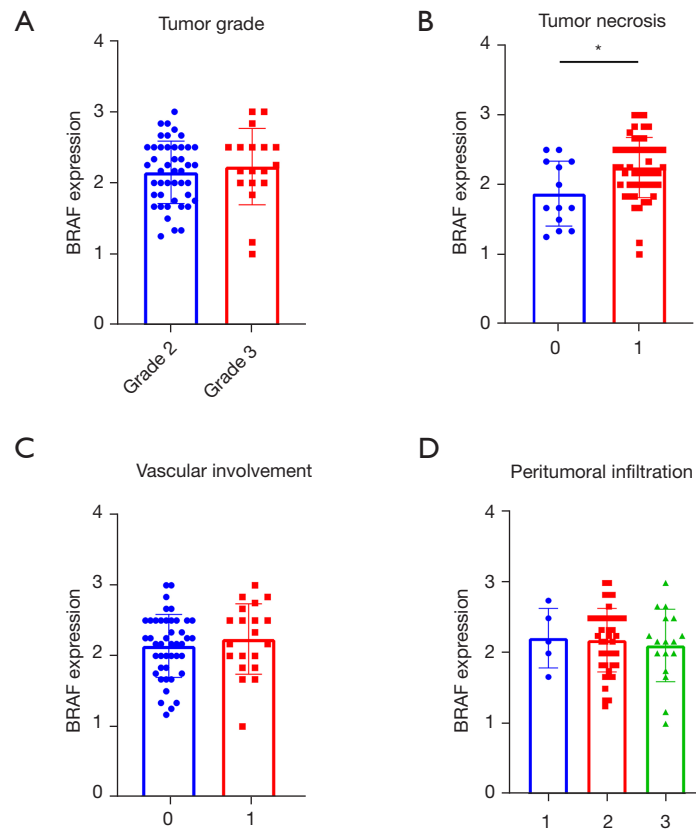 A
Tumor grade
BRAF expression
4
3
2
1
0
Grade 2
Grade 3
B
Tumor necrosis
*
BRAF expression
4
3
2
1
0
0
1
C
Vascular involvement
BRAF expression
4
3
2
1
0
0
1
D
Peritumoral infiltration
BRAF expression
4
3
2
1
0
1
2
3